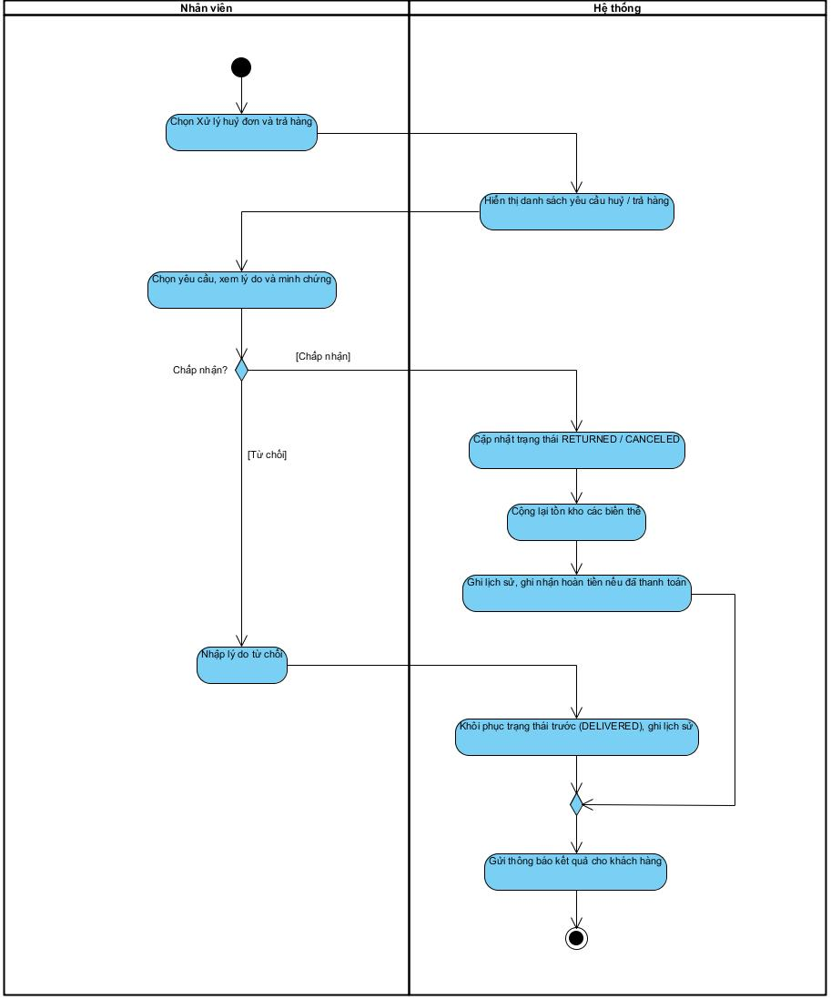 Nhân viên
Hệ thống
Chọn Xử lý huỷ đơn và trả hàng
Hiển thị danh sách yêu cầu huỷ / trả hàng
Chọn yêu cầu, xem lý do và minh chứng
[Chấp nhận]
Chấp nhận?
[Từ chối]
Cập nhật trạng thái RETURNED / CANCELED
Cộng lại tồn kho các biến thể
Ghi lịch sử, ghi nhận hoàn tiền nếu đã thanh toán
Nhập lý do từ chối
Khôi phục trạng thái trước (DELIVERED), ghi lịch sử
Gửi thông báo kết quả cho khách hàng